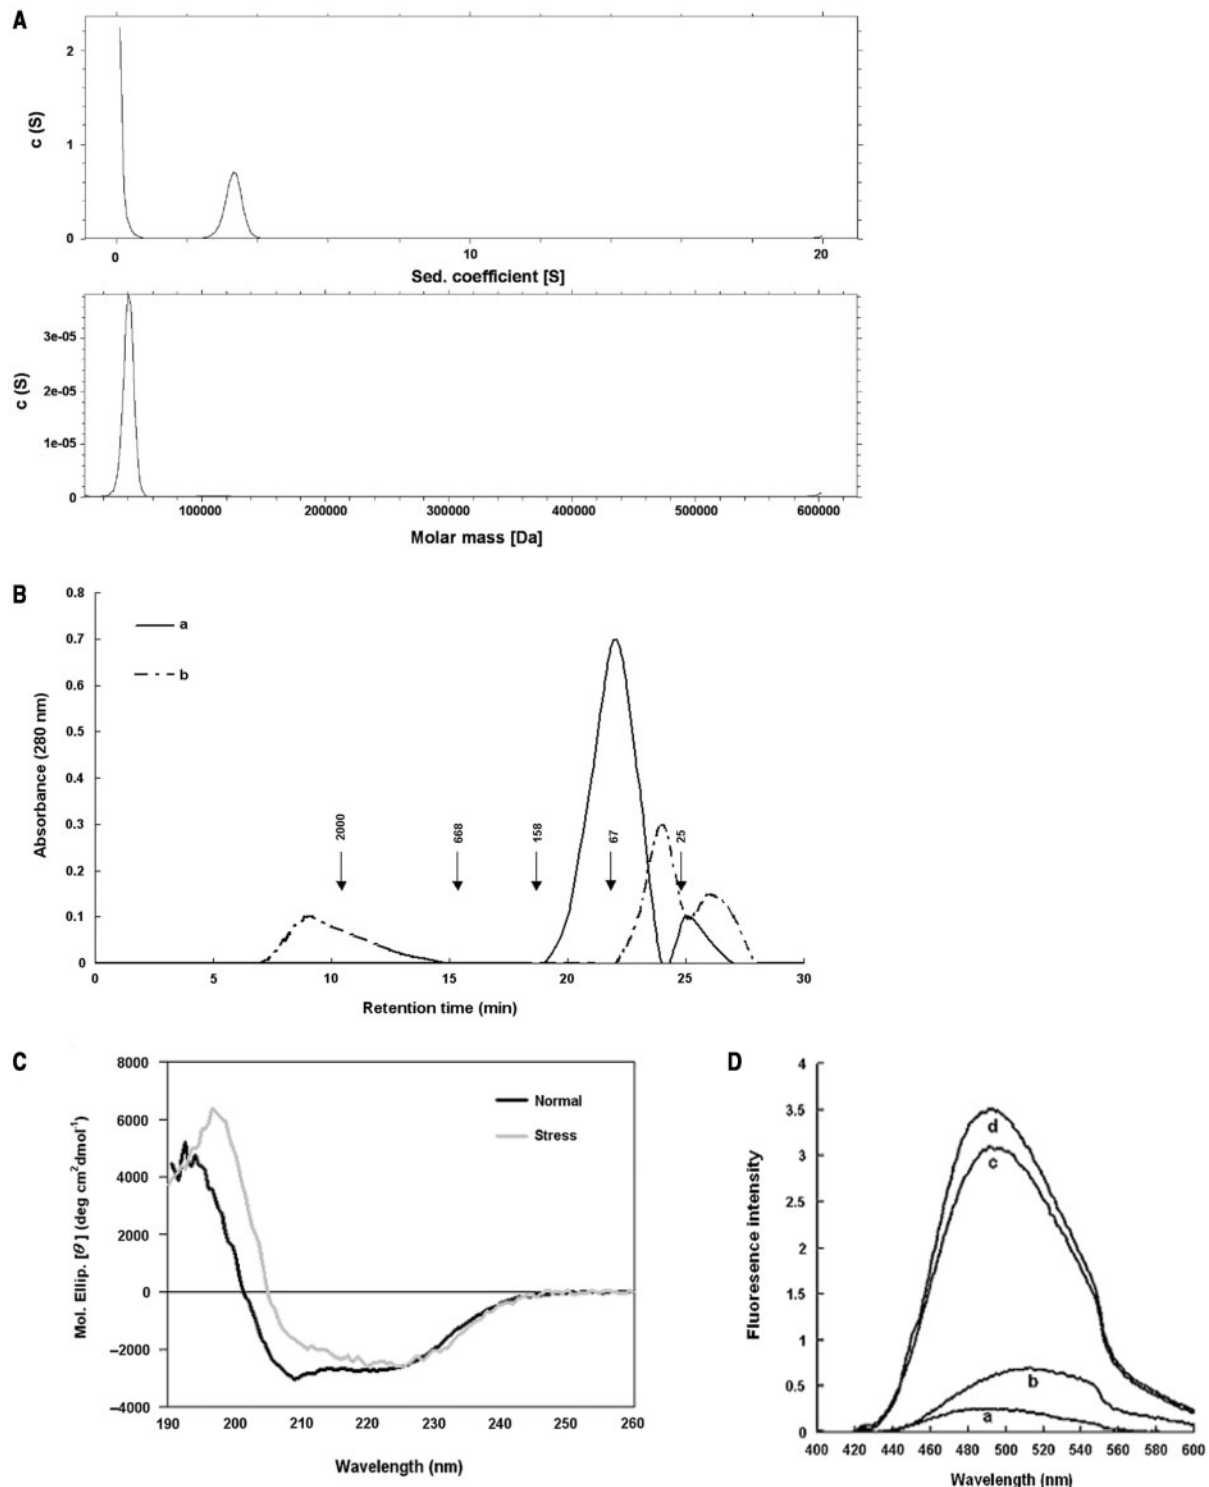 A
2
1
0
c (S)
0
10
20
Sed. coefficient [S]
3e-05
2e-05
1e-05
0
c (S)
100000
200000
300000
400000
500000
600000
Molar mass [Da]
B
0.8
0.7
0.6
0.5
0.4
0.3
0.2
0.1
0
Absorbance (280 nm)
a
b
2000
668
158
67
25
0
5
10
15
20
25
30
Retention time (min)
C
8000
6000
4000
2000
0
−2000
−4000
Mol. Ellip. [θ] (deg cm²dmol⁻¹)
Normal
Stress
190
200
210
220
230
240
250
260
Wavelength (nm)
D
4
3.5
3
2.5
2
1.5
1
0.5
0
Fluoresence intensity
d
c
b
a
400
420
440
460
480
500
520
540
560
580
600
Wavelength (nm)